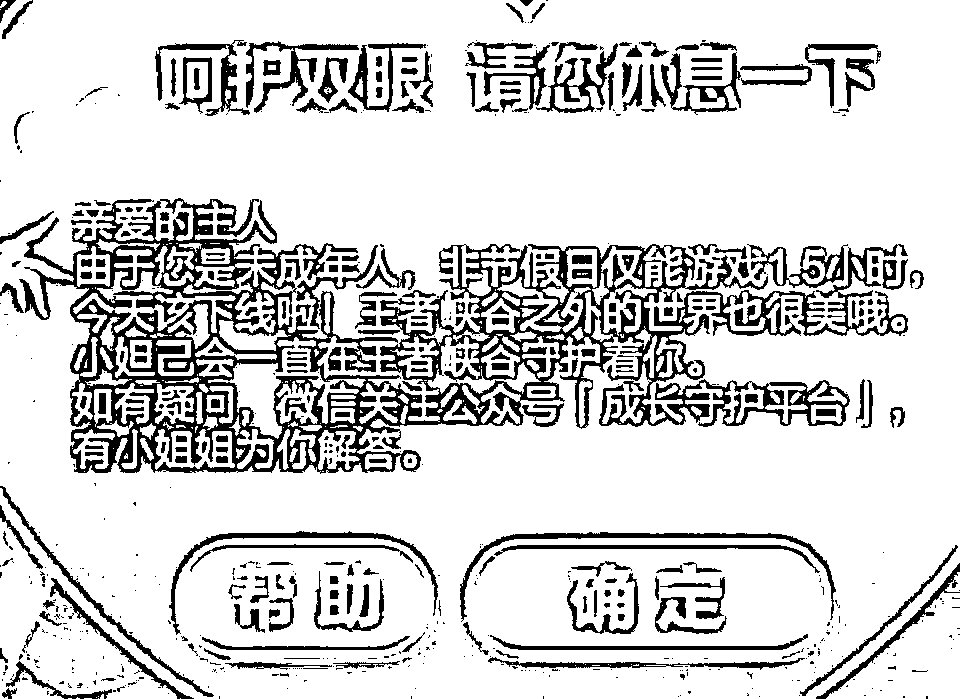 呵护双眼 请您休息一下
亲爱的主人
由于您是未成年人，非节假日仅能游戏1.5小时，
今天该下线啦！王者峡谷之外的世界也很美哦。
小妲己会一直在王者峡谷守护着你。
如有疑问，微信关注公众号「成长守护平台」，
有小姐姐为你解答。
帮助 确定